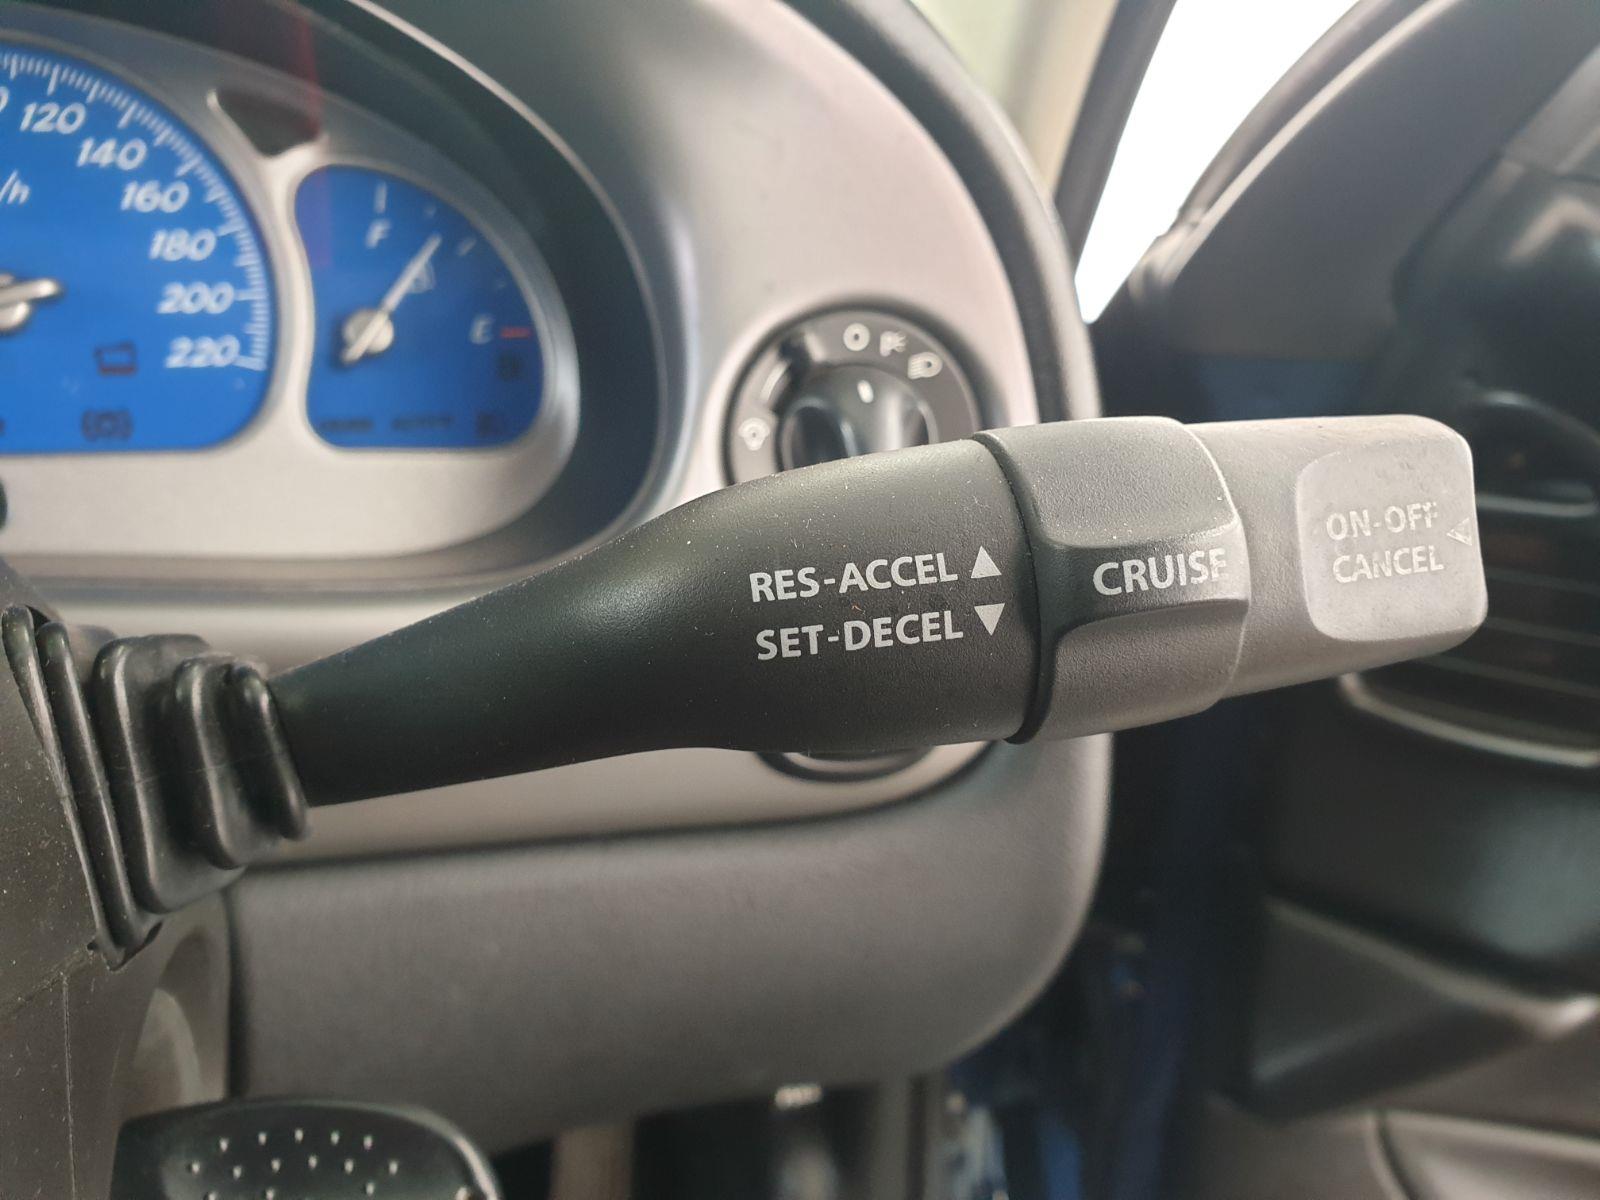 120
140
160
180
200
220
/h
F
E
RES-ACCEL ▲
SET-DECEL ▼
CRUISE
ON-OFF
CANCEL